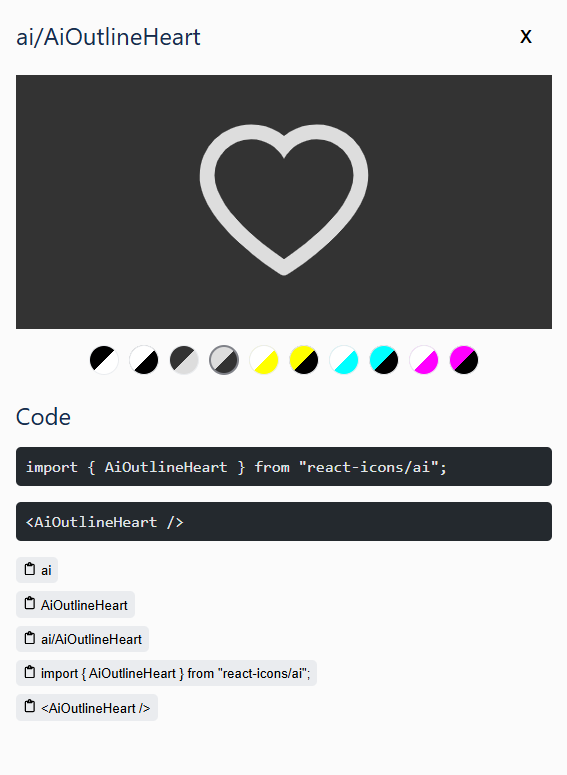 ai/AiOutlineHeart
X
Code
import { AiOutlineHeart } from "react-icons/ai";
<AiOutlineHeart />
ai
AiOutlineHeart
ai/AiOutlineHeart
import { AiOutlineHeart } from "react-icons/ai";
<AiOutlineHeart />